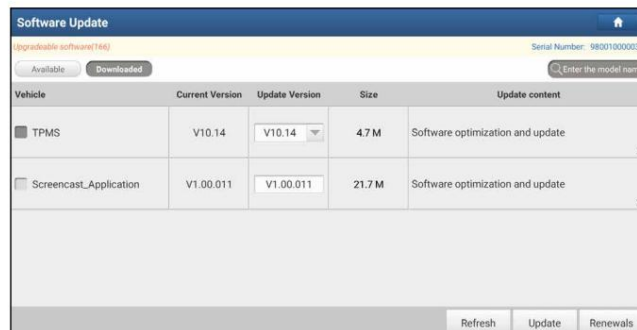 Software Update
Upgradeable software(166)
Serial Number: 98001000003
Available Downloaded
Enter the model nam
Vehicle Current Version Update Version Size Update content
TPMS V10.14 V10.14 4.7 M Software optimization and update
Screencast_Application V1.00.011 V1.00.011 21.7 M Software optimization and update
Refresh Update Renewals